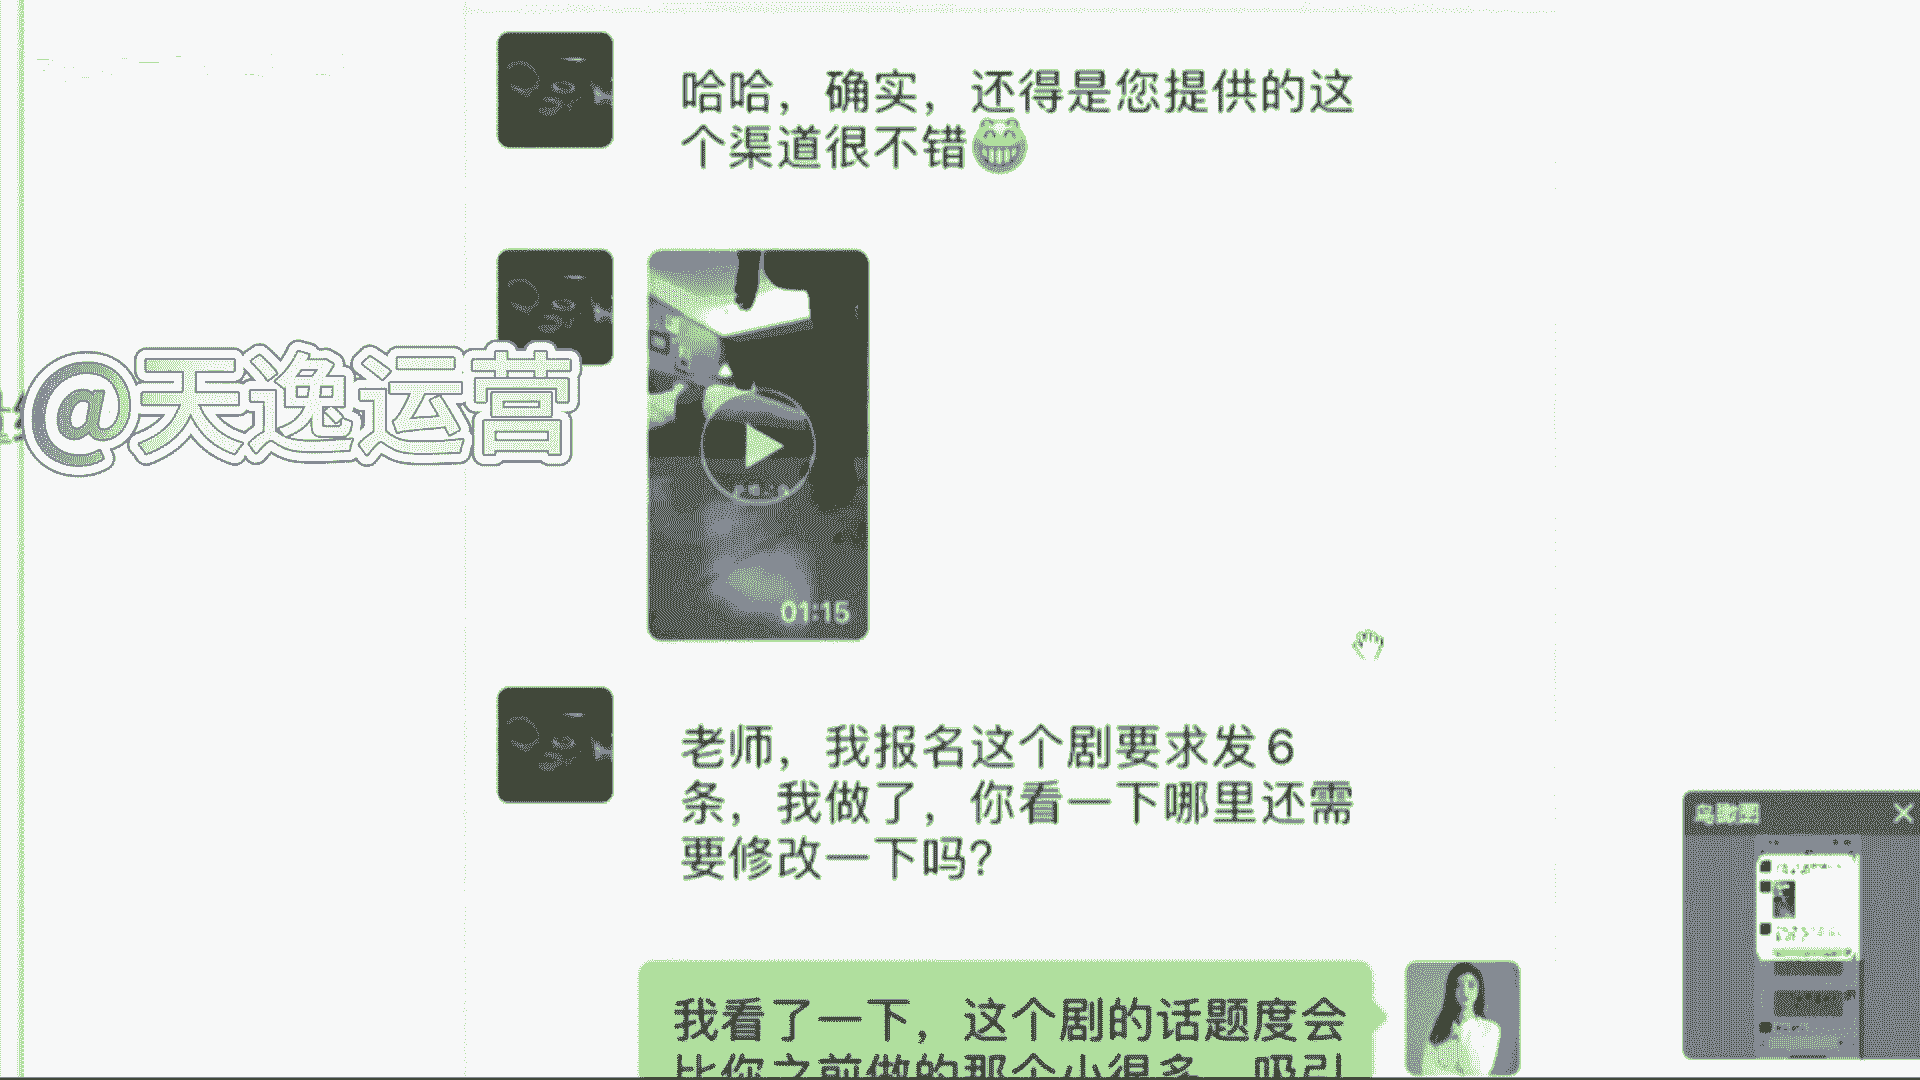 哈哈，确实，还得是您提供的这
个渠道很不错
@天逸运营
01:15
老师，我报名这个剧要求发6
条，我做了，你看一下哪里还需
要修改一下吗?
鸟瞰图
我看了一下，这个剧的话题度会
比你之前做的那个小很多，吸引